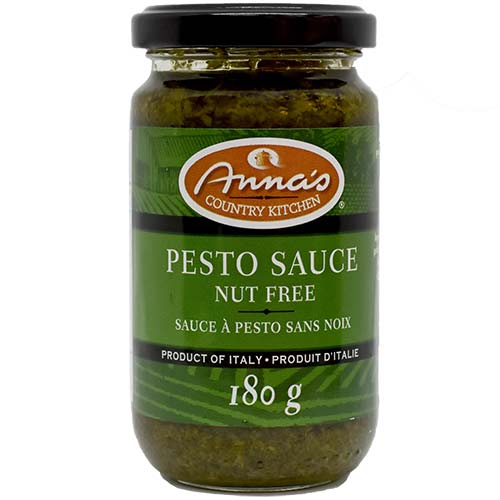 Anna's
COUNTRY KITCHEN
®
PESTO SAUCE
NUT FREE
SAUCE À PESTO SANS NOIX
PRODUCT OF ITALY • PRODUIT D'ITALIE
180 g